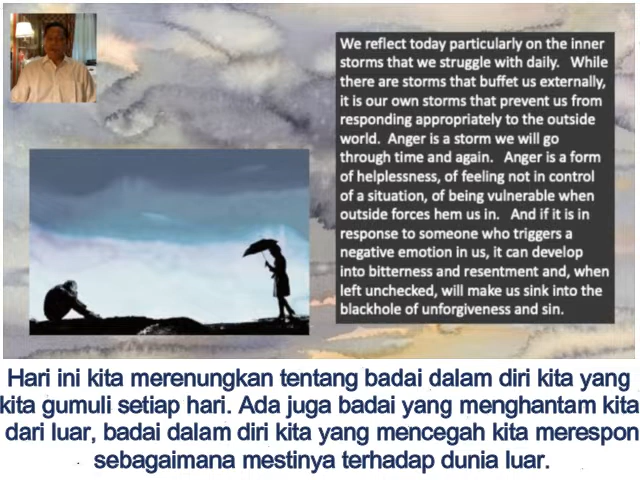 We reflect today particularly on the inner
storms that we struggle with daily.   While
there are storms that buffet us externally,
it is our own storms that prevent us from
responding appropriately to the outside
world.  Anger is a storm we will go
through time and again.   Anger is a form
of helplessness, of feeling not in control
of a situation, of being vulnerable when
outside forces hem us in.   And if it is in
response to someone who triggers a
negative emotion in us, it can develop
into bitterness and resentment and, when
left unchecked, will make us sink into the
blackhole of unforgiveness and sin.
Hari ini kita merenungkan tentang badai dalam diri kita yang
kita gumuli setiap hari. Ada juga badai yang menghantam kita
dari luar, badai dalam diri kita yang mencegah kita merespon
sebagaimana mestinya terhadap dunia luar.